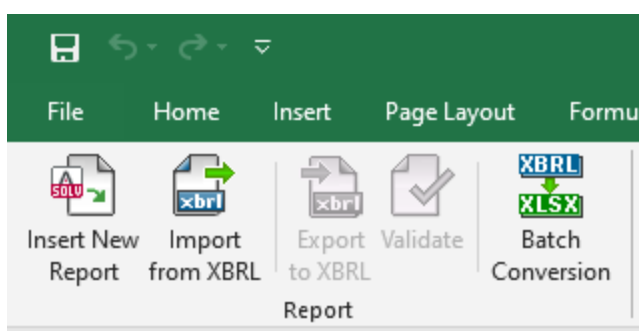 File Home Insert Page Layout Formu
SOLV xbrl xbrl XBRL
XLSX
Insert New Import Export Validate Batch
Report from XBRL to XBRL Conversion
Report